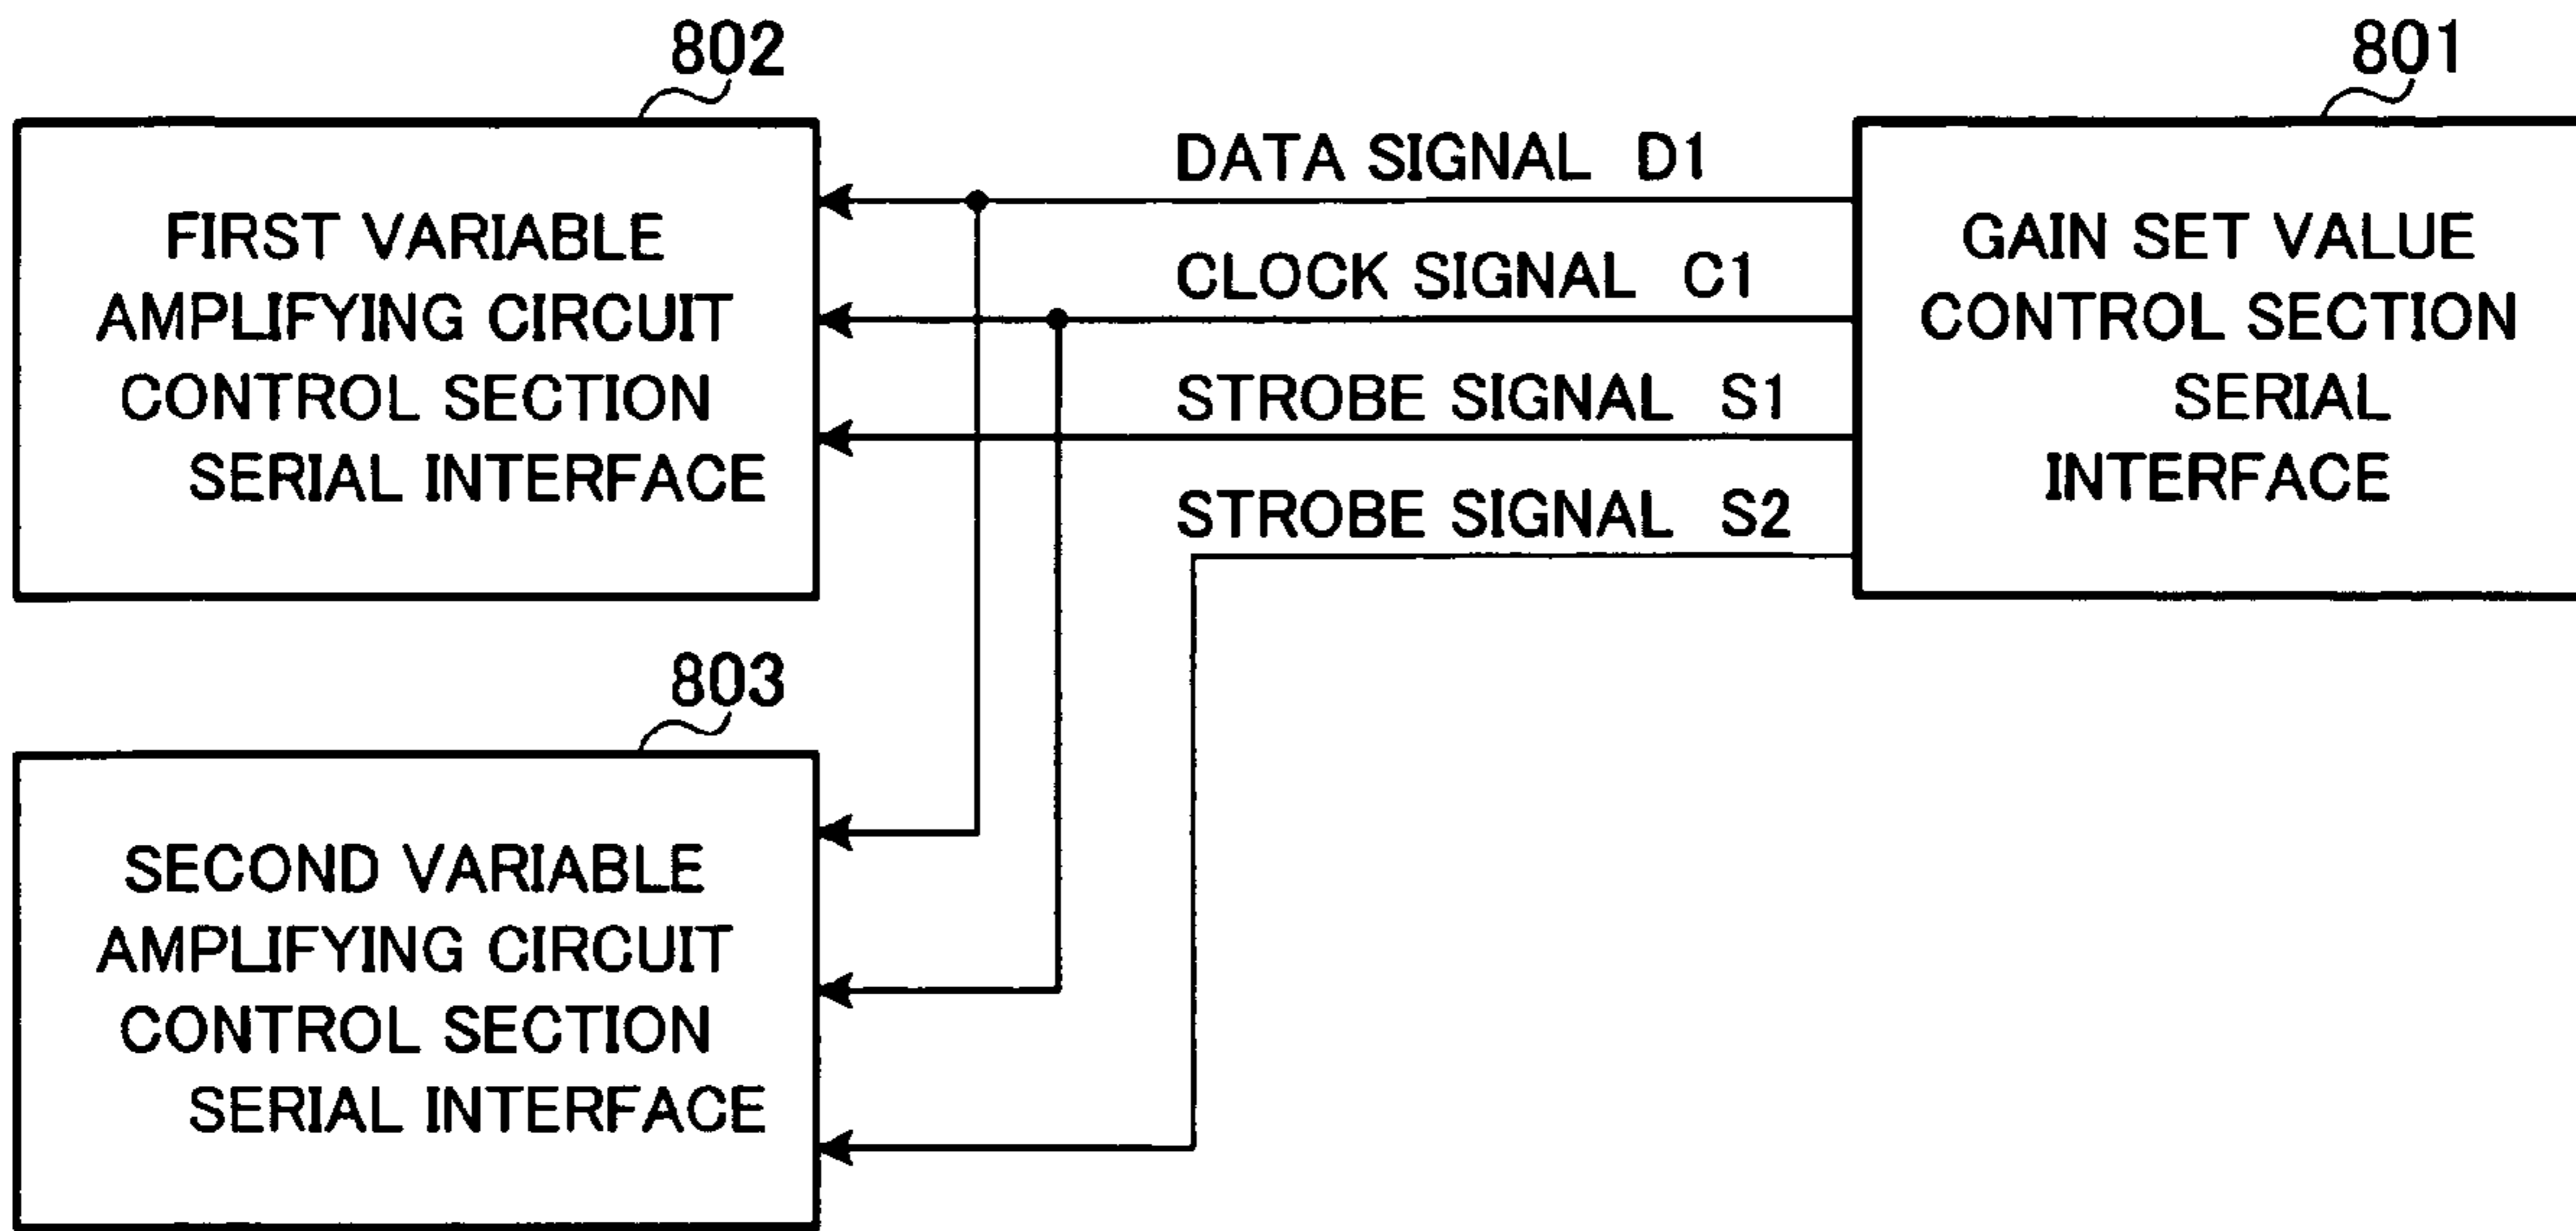 802
FIRST VARIABLE
AMPLIFYING CIRCUIT
CONTROL SECTION
SERIAL INTERFACE
DATA SIGNAL D1
CLOCK SIGNAL C1
STROBE SIGNAL S1
STROBE SIGNAL S2
801
GAIN SET VALUE
CONTROL SECTION
SERIAL
INTERFACE
803
SECOND VARIABLE
AMPLIFYING CIRCUIT
CONTROL SECTION
SERIAL INTERFACE